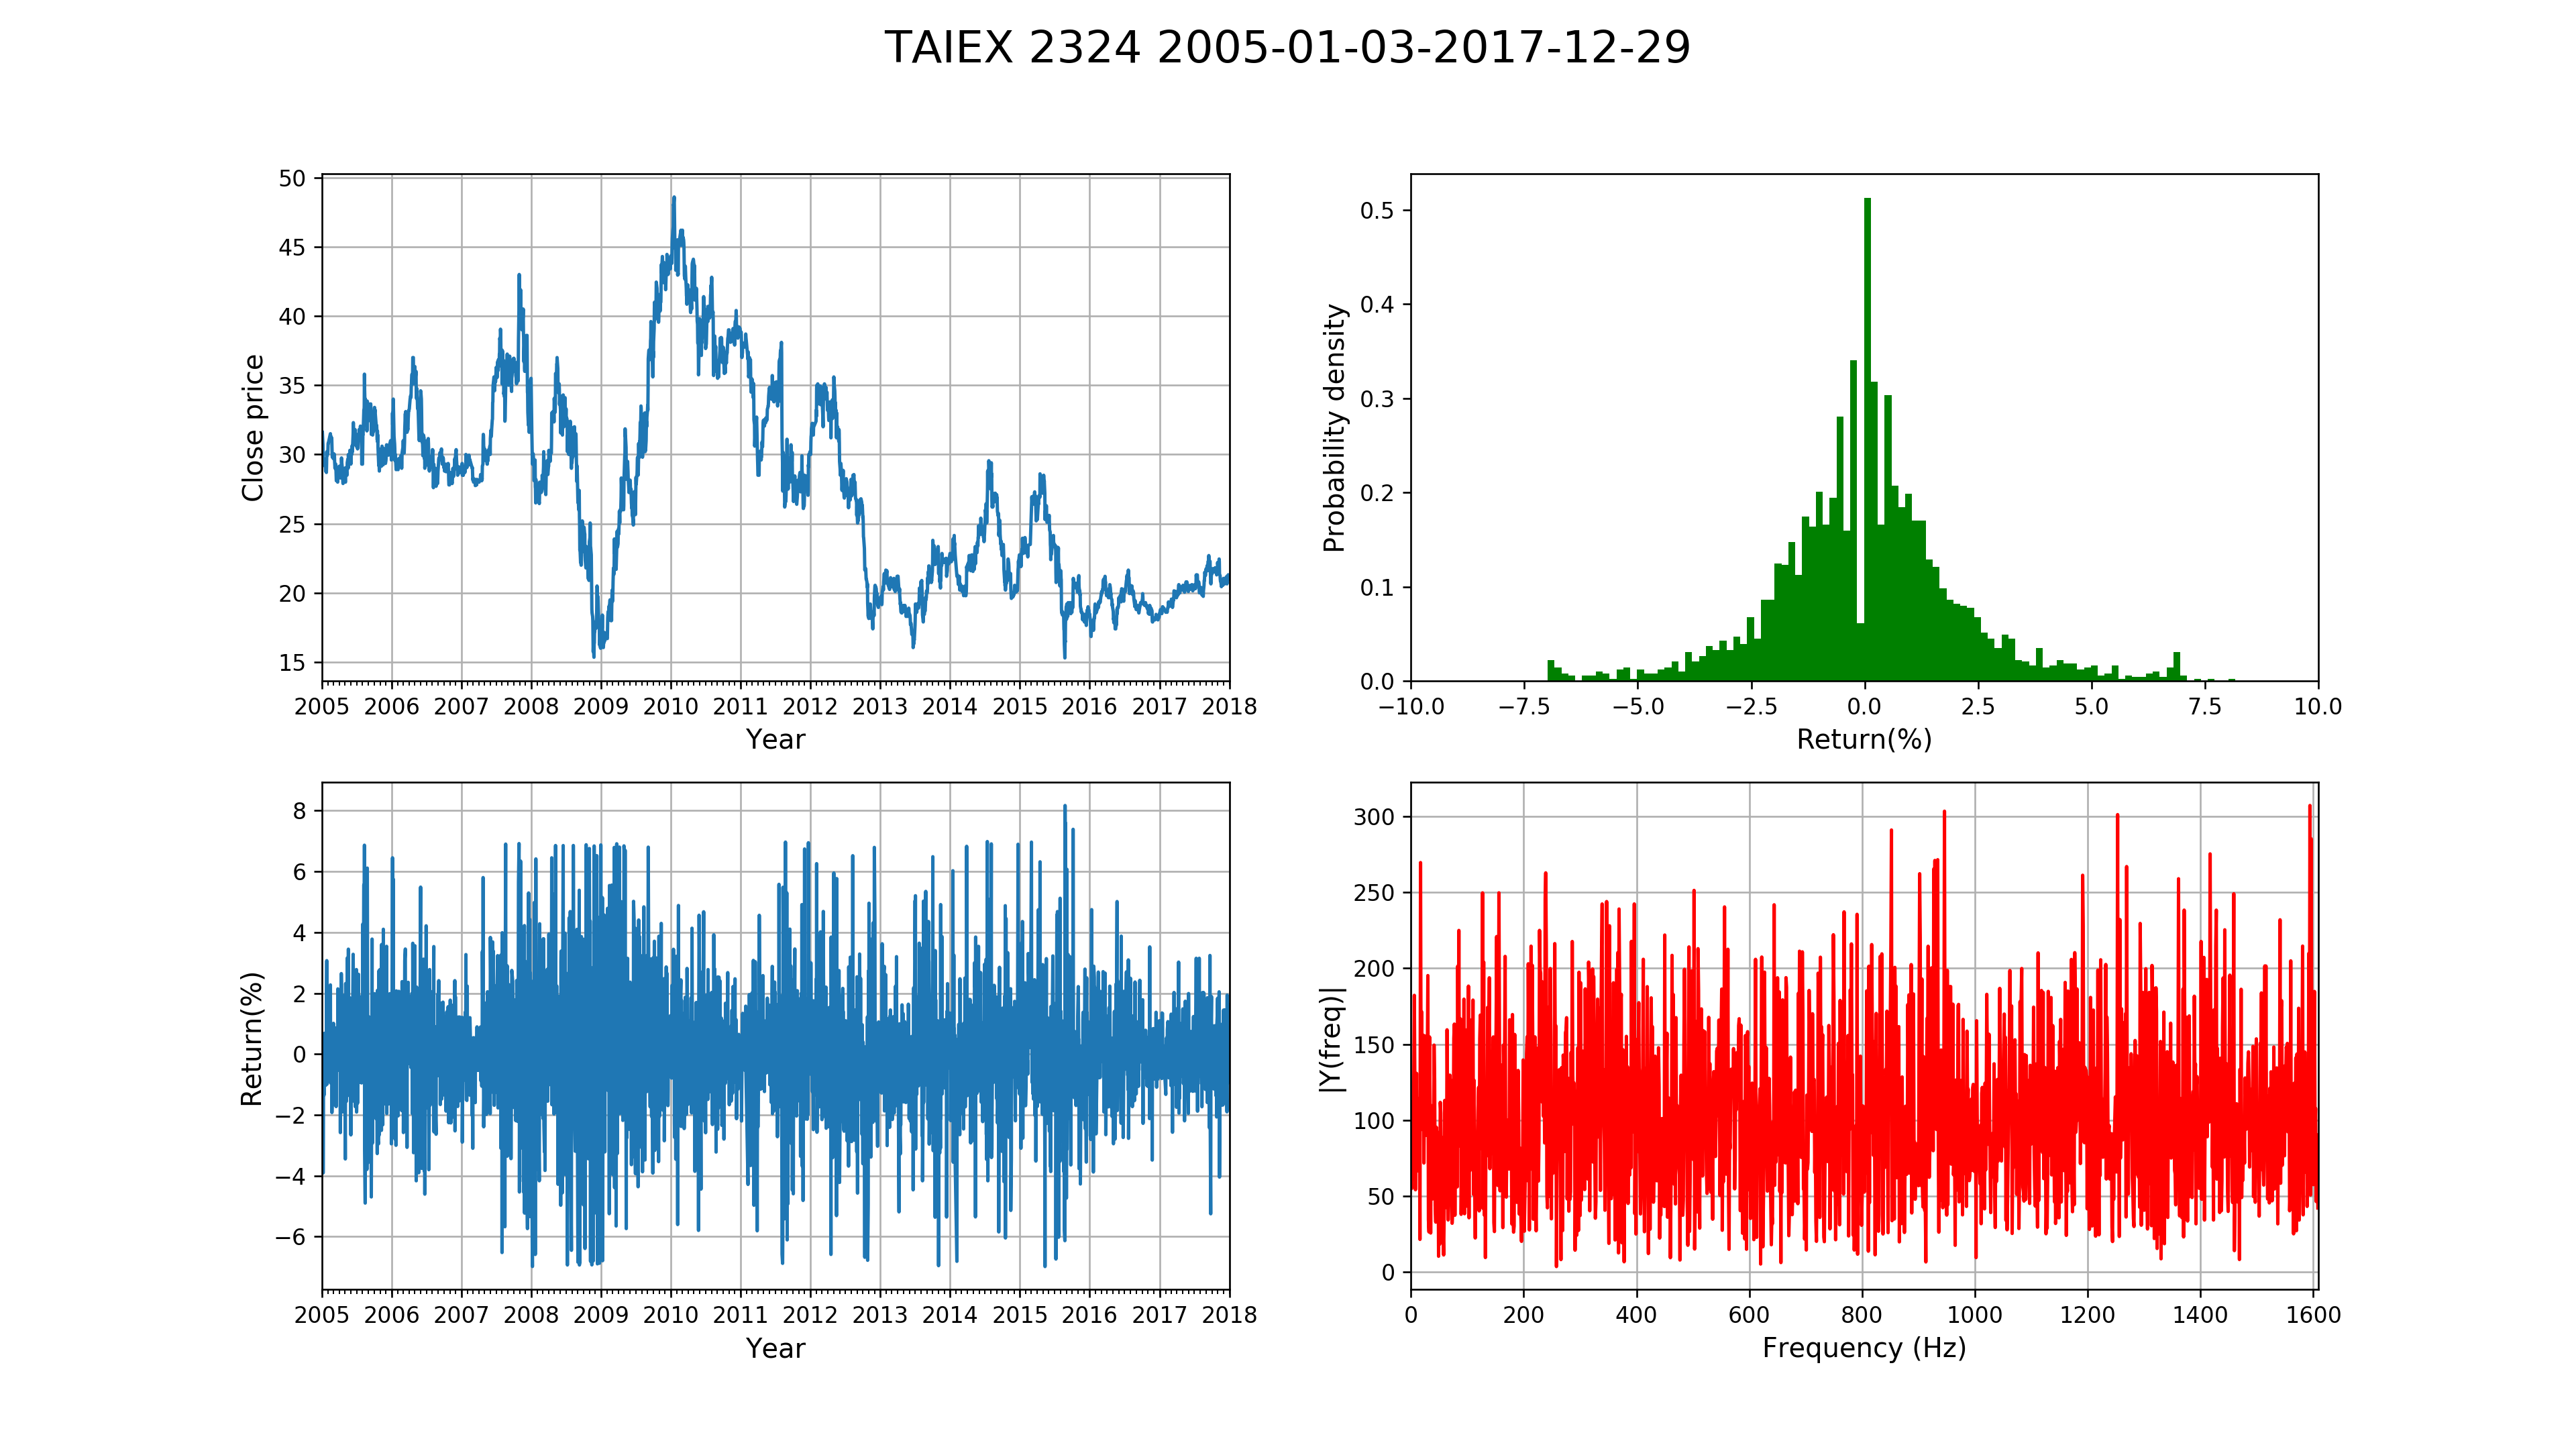 TAIEX 2324 2005-01-03-2017-12-29
50
45
40
35
30
25
20
15
Close price
2005 2006 2007 2008 2009 2010 2011 2012 2013 2014 2015 2016 2017 2018
Year
0.5
0.4
0.3
0.2
0.1
0.0
Probability density
−10.0 −7.5 −5.0 −2.5 0.0 2.5 5.0 7.5 10.0
Return(%)
8
6
4
2
0
−2
−4
−6
Return(%)
2005 2006 2007 2008 2009 2010 2011 2012 2013 2014 2015 2016 2017 2018
Year
300
250
200
150
100
50
0
|Y(freq)|
0 200 400 600 800 1000 1200 1400 1600
Frequency (Hz)